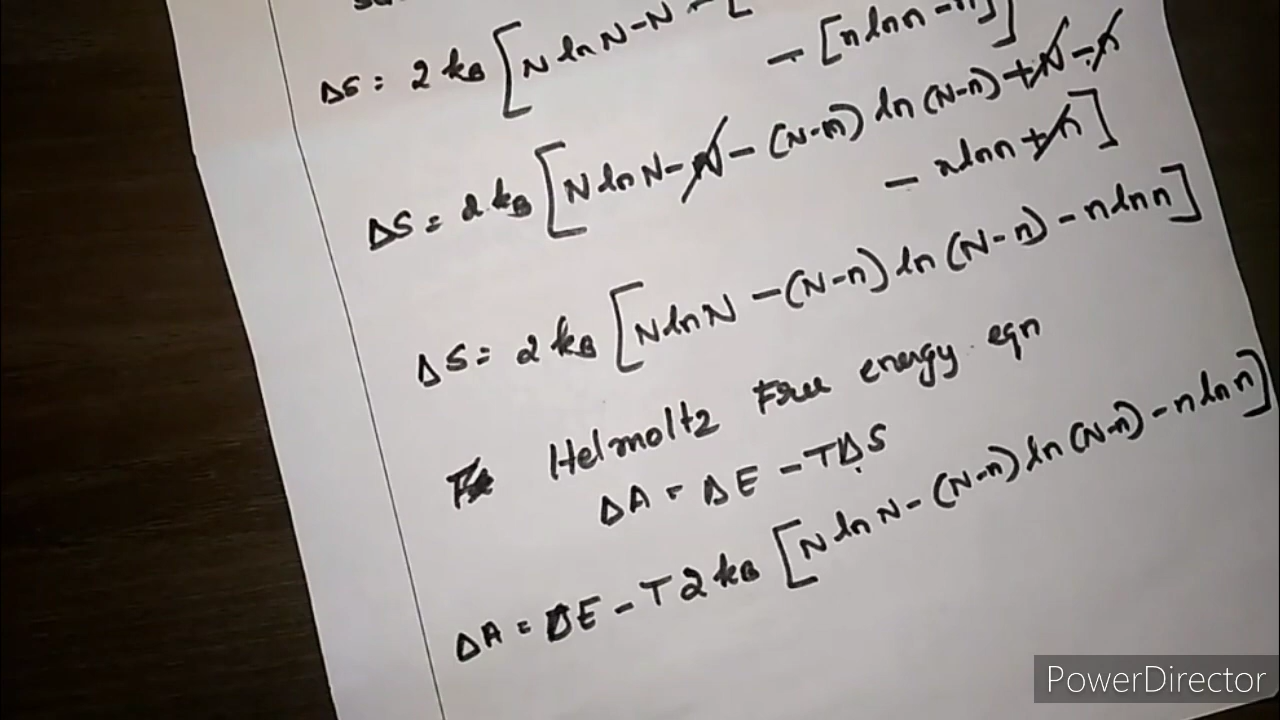 ΔS = 2 kB [N ln N - N - [
- [n ln n - n]]
ΔS = 2 kB [N ln N - N - (N-n) ln (N-n) + N - n
- n ln n + n]
ΔS = 2 kB [N ln N - (N-n) ln (N-n) - n ln n]
Helmoltz Free energy eqn
ΔA = ΔE - TΔS
ΔA = ΔE - T 2 kB [N ln N - (N-n) ln (N-n) - n ln n]
PowerDirector